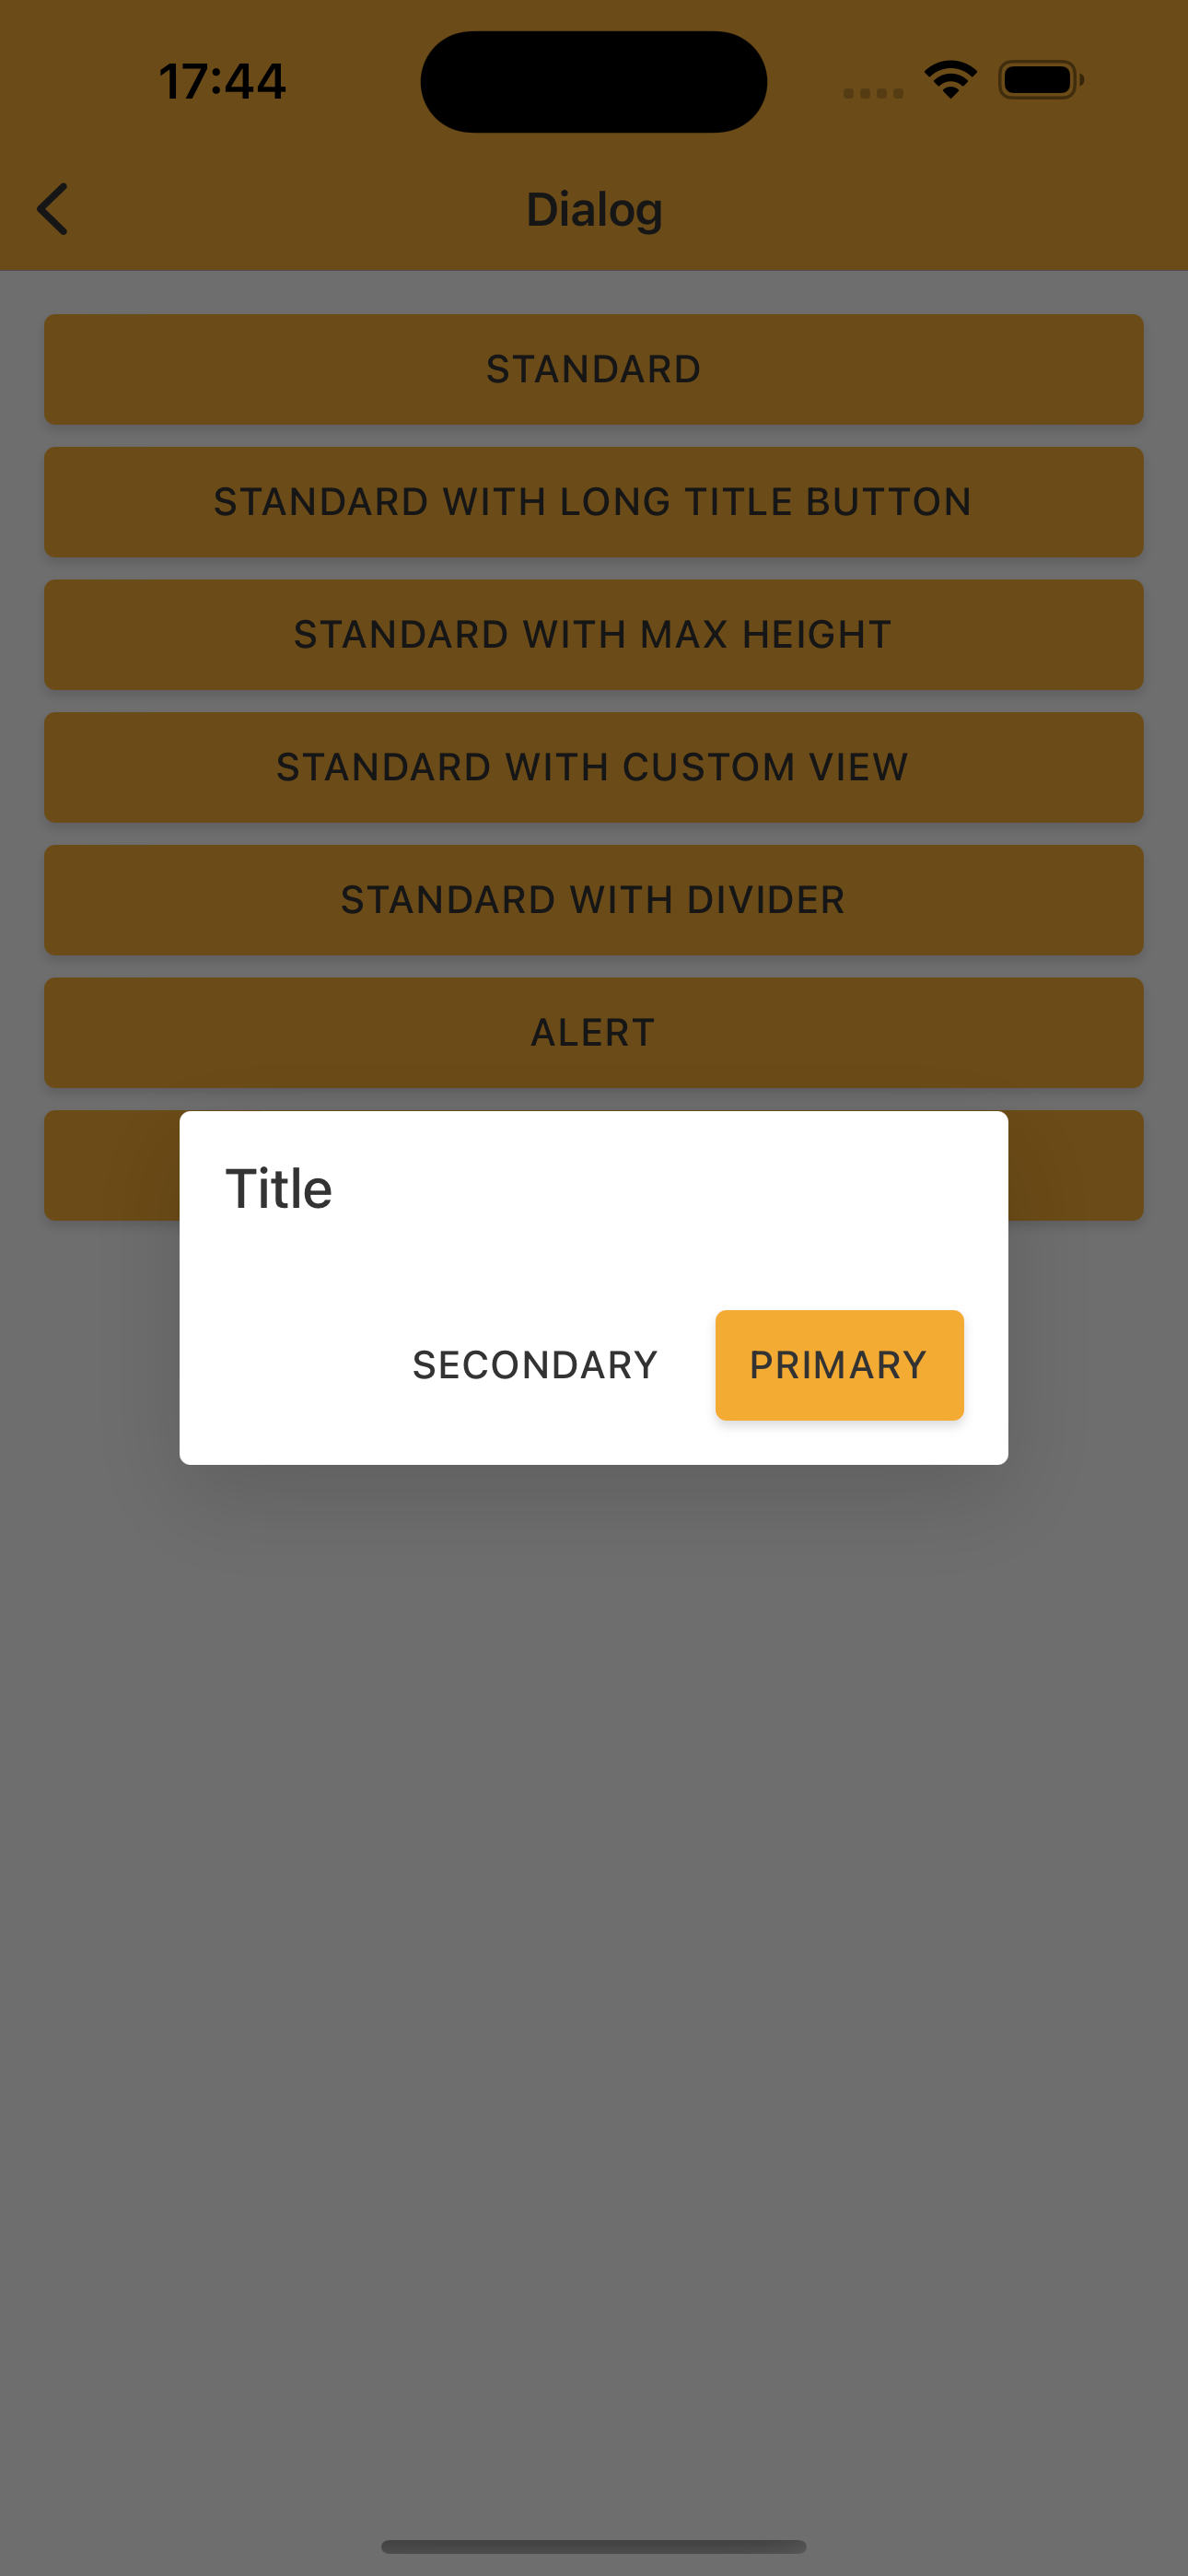 17:44
Dialog
STANDARD
STANDARD WITH LONG TITLE BUTTON
STANDARD WITH MAX HEIGHT
STANDARD WITH CUSTOM VIEW
STANDARD WITH DIVIDER
ALERT
Title
SECONDARY PRIMARY